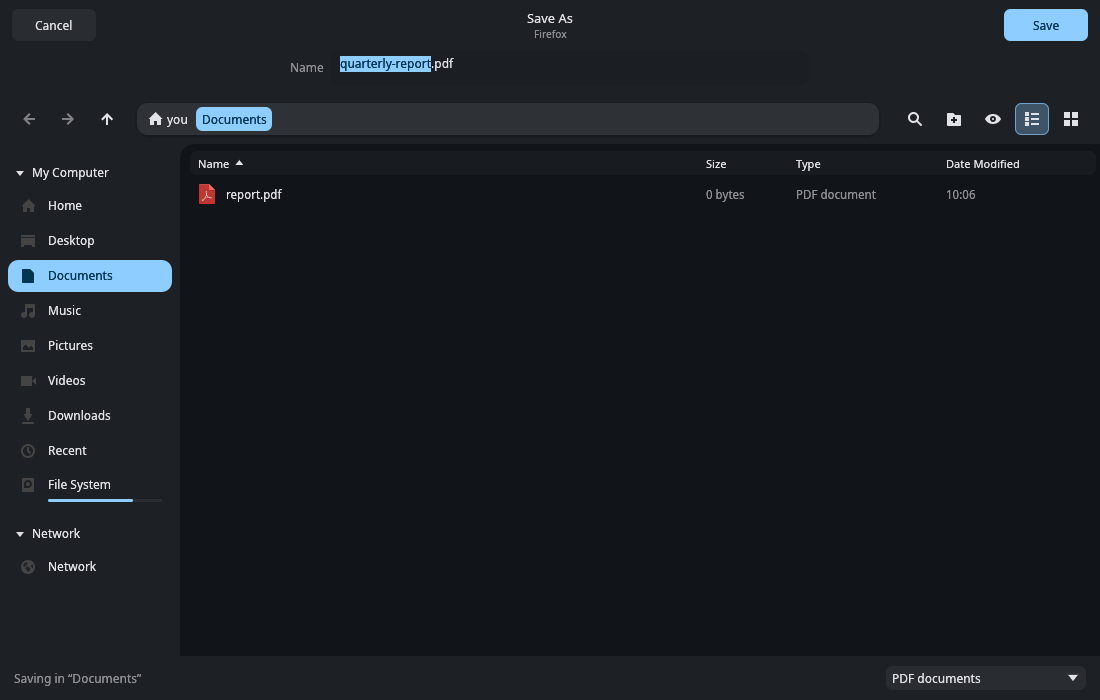 Cancel
Save As
Firefox
Save
Name
quarterly-report.pdf
you
Documents
My Computer
Home
Desktop
Documents
Music
Pictures
Videos
Downloads
Recent
File System
Network
Network
Name Size Type Date Modified
report.pdf 0 bytes PDF document 10:06
Saving in “Documents”
PDF documents